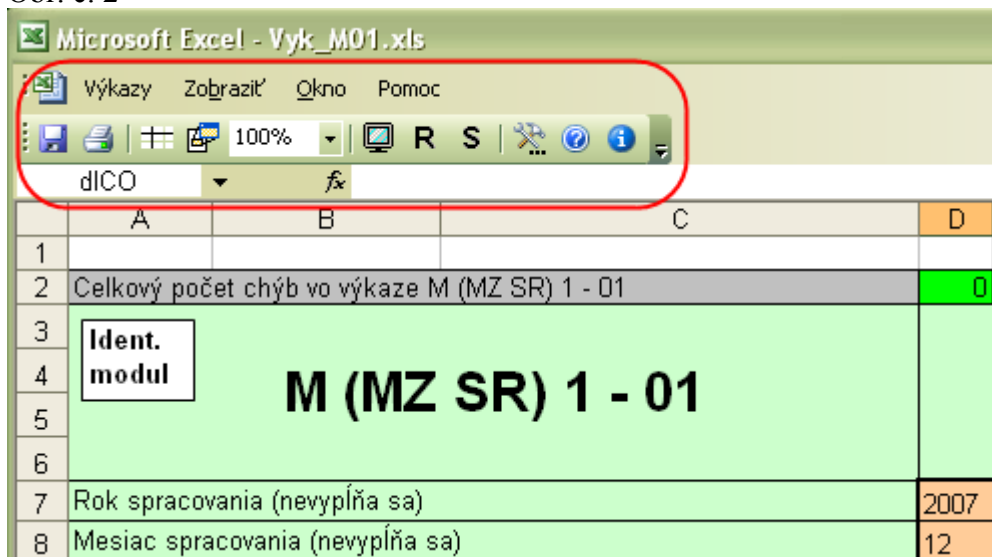 Obr. č. 2
Microsoft Excel - Vyk_M01.xls
Výkazy Zobraziť Okno Pomoc
100% R S
dICO fx
A B C D
1
2 Celkový počet chýb vo výkaze M (MZ SR) 1 - 01 0
3 Ident.
4 modul
M (MZ SR) 1 - 01
5
6
7 Rok spracovania (nevypĺňa sa) 2007
8 Mesiac spracovania (nevypĺňa sa) 12